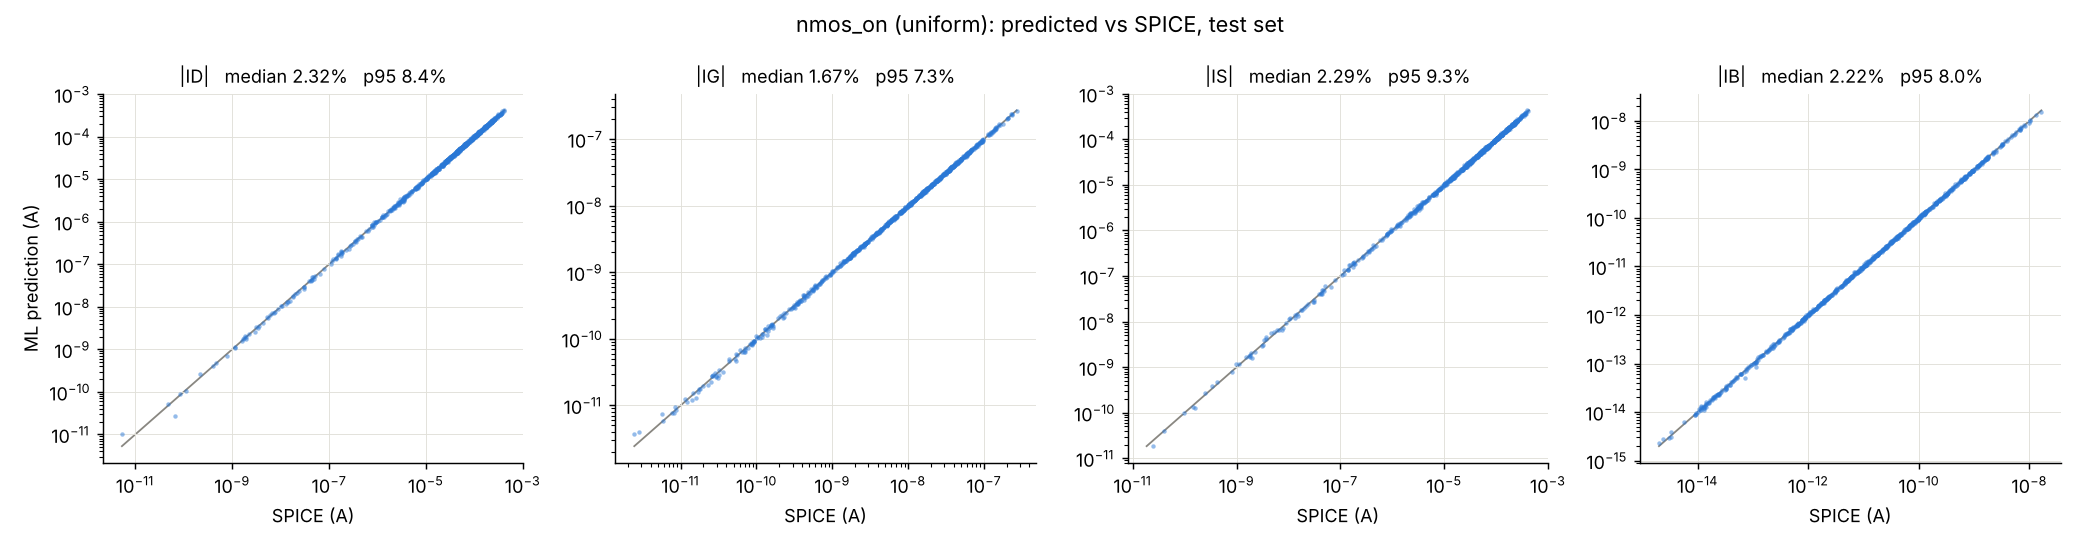 nmos_on (uniform): predicted vs SPICE, test set
|ID| median 2.32% p95 8.4%
ML prediction (A)
10⁻³
10⁻⁴
10⁻⁵
10⁻⁶
10⁻⁷
10⁻⁸
10⁻⁹
10⁻¹⁰
10⁻¹¹
10⁻¹¹ 10⁻⁹ 10⁻⁷ 10⁻⁵ 10⁻³
SPICE (A)
|IG| median 1.67% p95 7.3%
10⁻⁷
10⁻⁸
10⁻⁹
10⁻¹⁰
10⁻¹¹
10⁻¹¹ 10⁻¹⁰ 10⁻⁹ 10⁻⁸ 10⁻⁷
SPICE (A)
|IS| median 2.29% p95 9.3%
10⁻³
10⁻⁴
10⁻⁵
10⁻⁶
10⁻⁷
10⁻⁸
10⁻⁹
10⁻¹⁰
10⁻¹¹
10⁻¹¹ 10⁻⁹ 10⁻⁷ 10⁻⁵ 10⁻³
SPICE (A)
|IB| median 2.22% p95 8.0%
10⁻⁸
10⁻⁹
10⁻¹⁰
10⁻¹¹
10⁻¹²
10⁻¹³
10⁻¹⁴
10⁻¹⁵
10⁻¹⁴ 10⁻¹² 10⁻¹⁰ 10⁻⁸
SPICE (A)